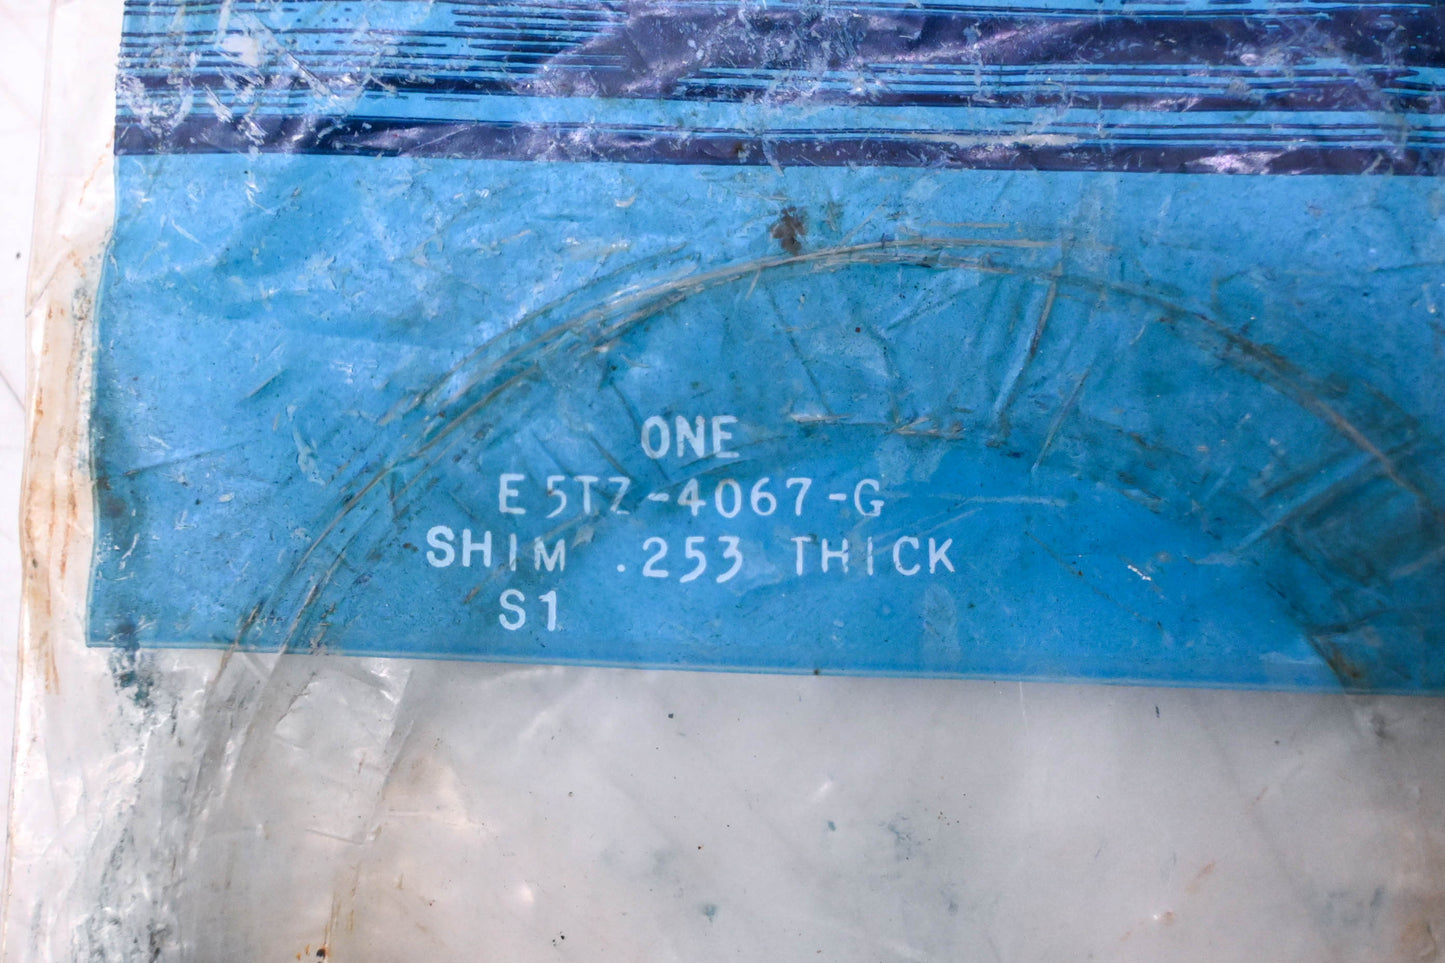 ONE
E5TZ-4067-G
SHIM .253 THICK
S1